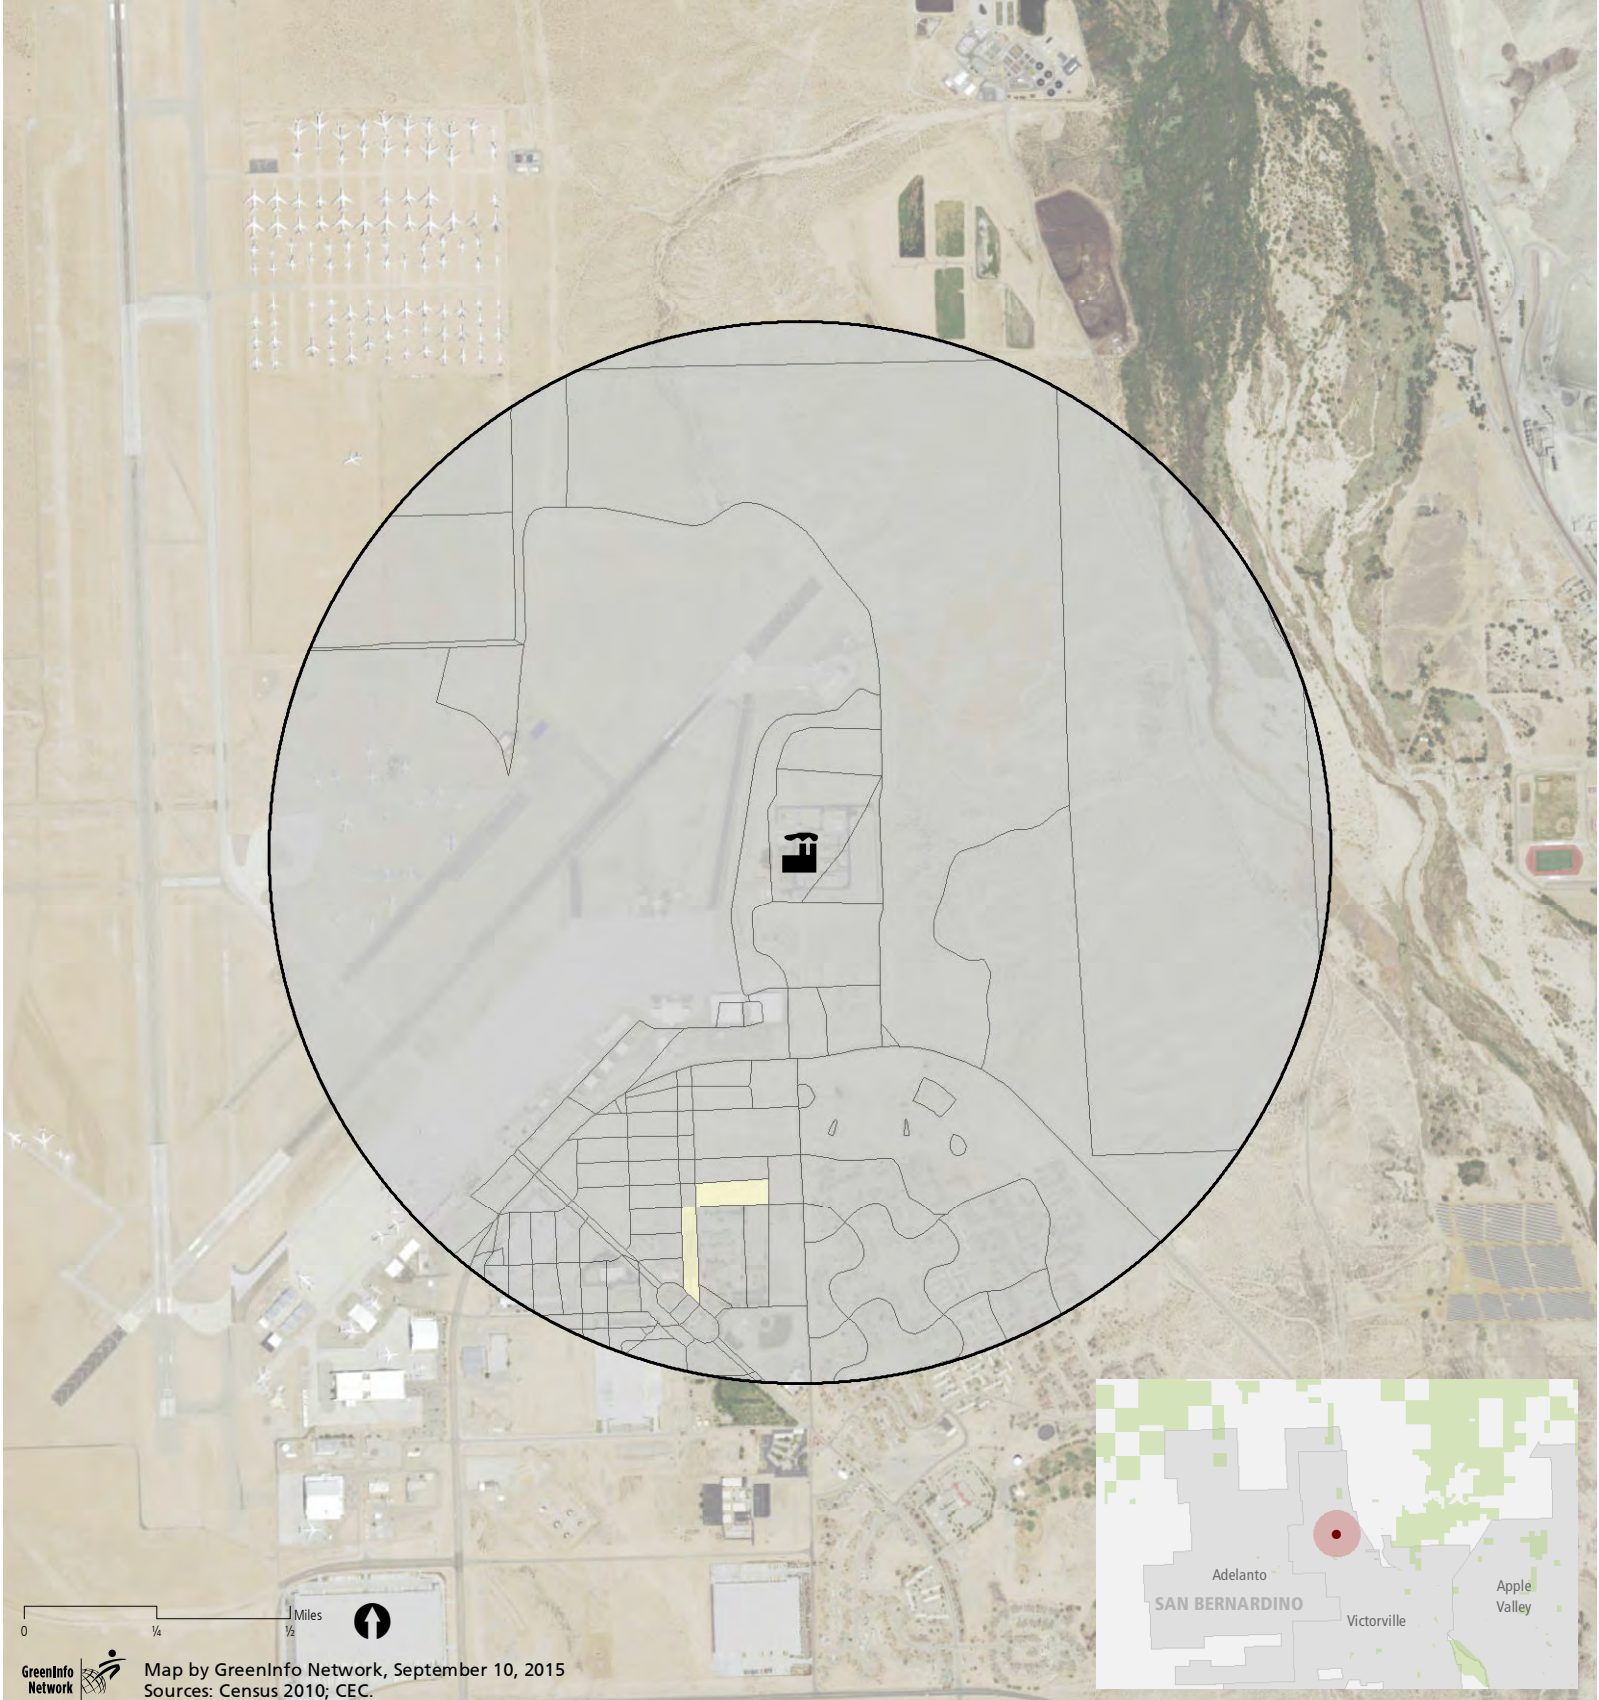 Adelanto
SAN BERNARDINO
Victorville
Apple
Valley
Miles
0 ¼ ½
GreenInfo
Network
Map by GreenInfo Network, September 10, 2015
Sources: Census 2010; CEC.